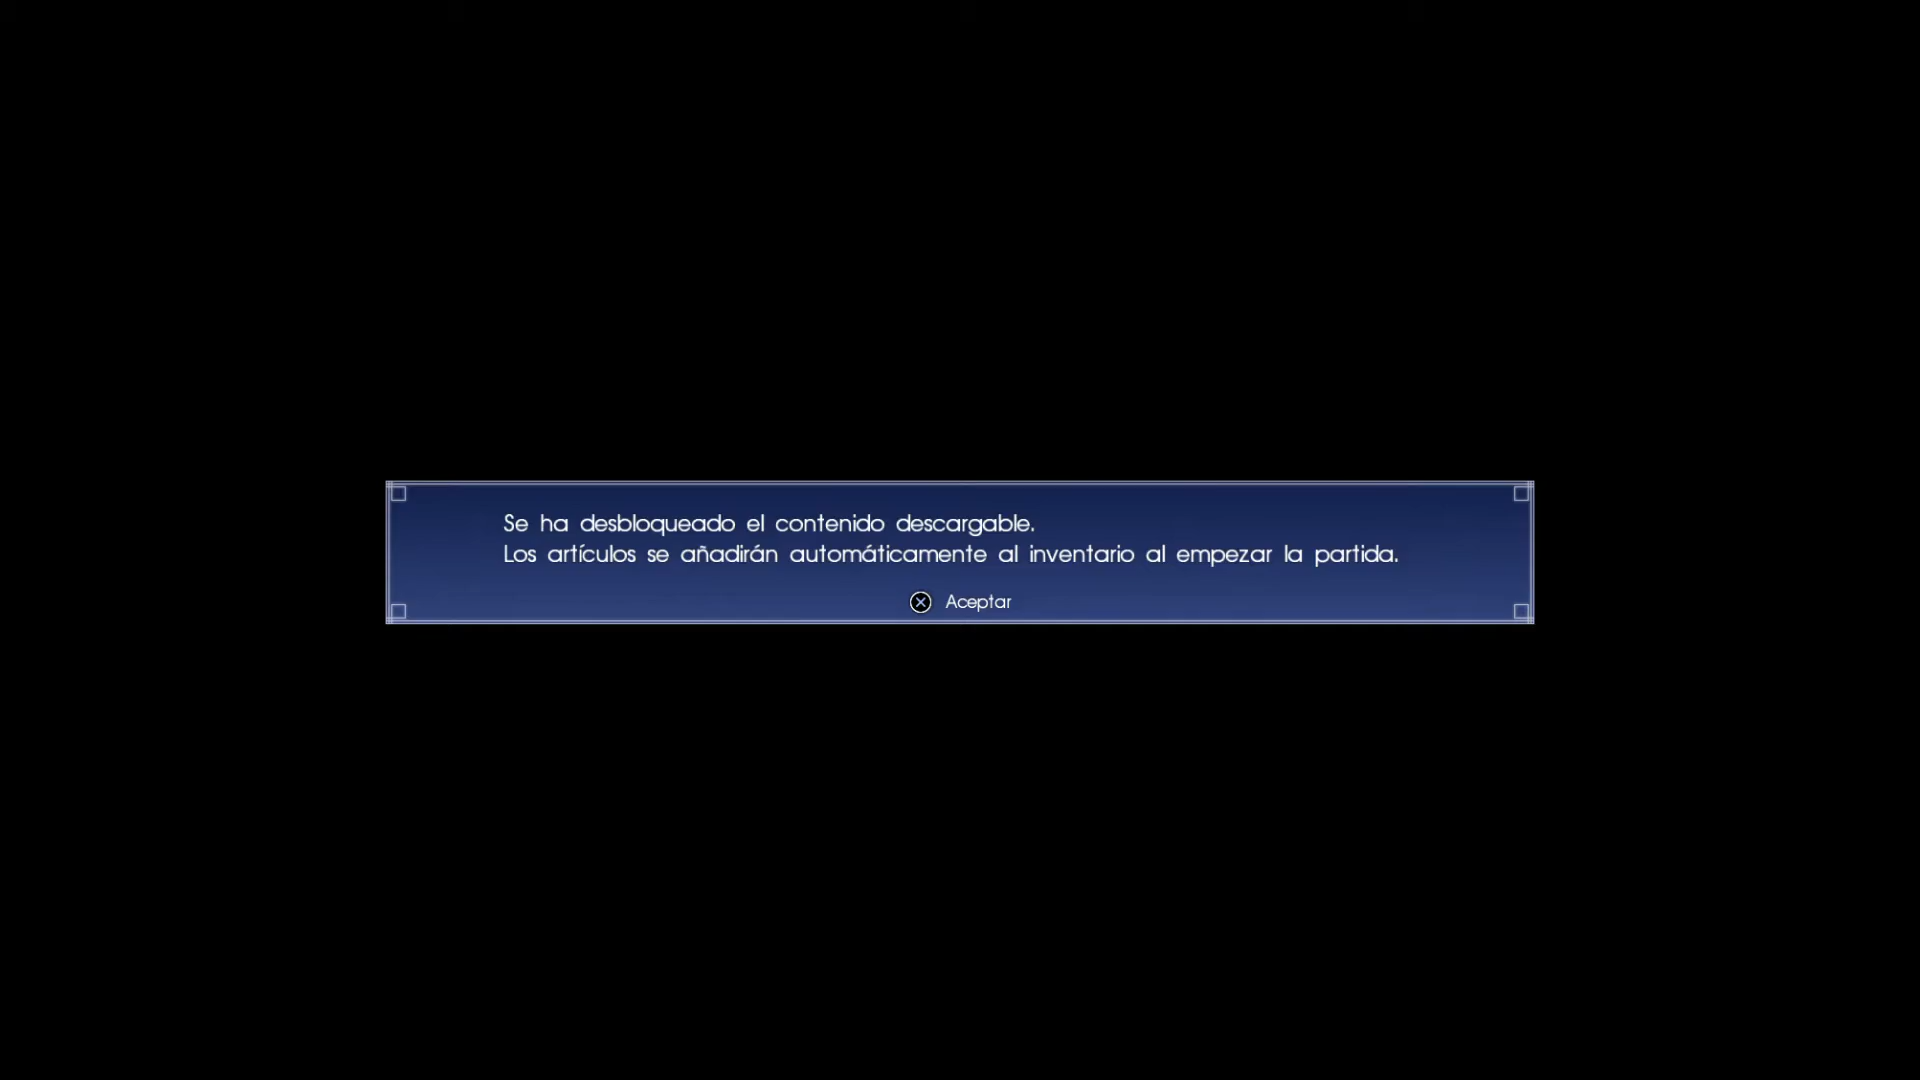 Se ha desbloqueado el contenido descargable.
Los artículos se añadirán automáticamente al inventario al empezar la partida.
Aceptar